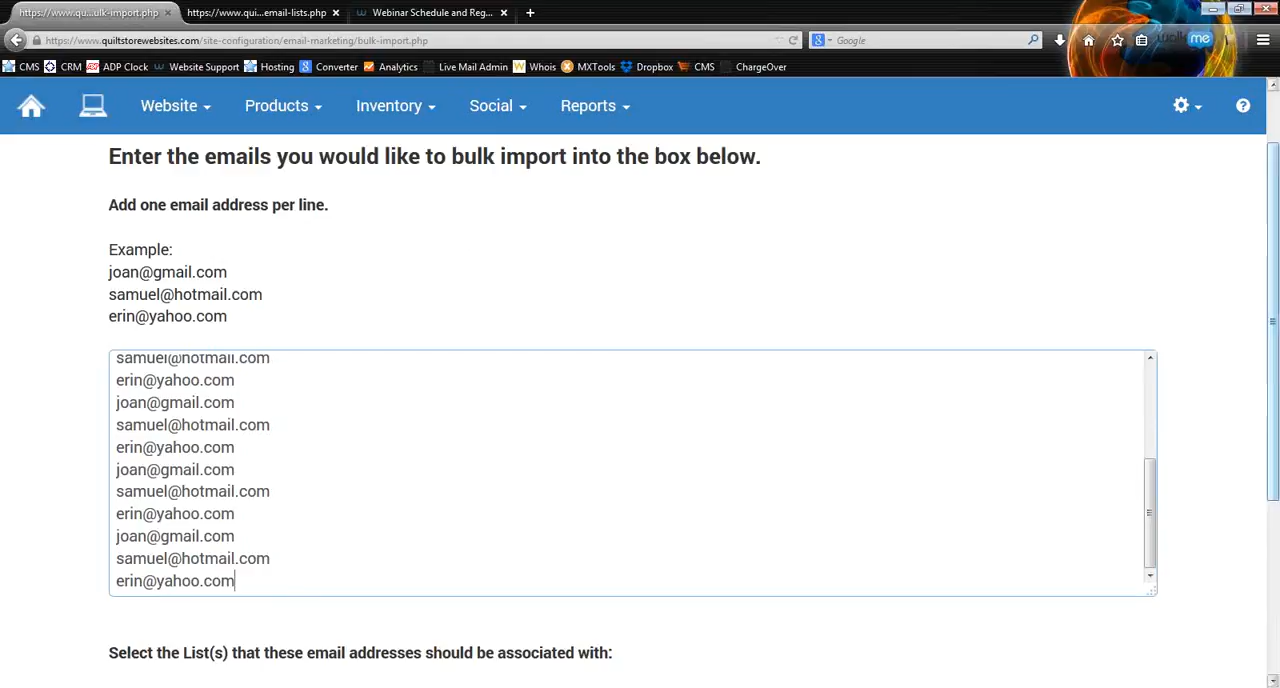 https://www.qu...ulk-import.php ×
https://www.qui...email-lists.php ×
Webinar Schedule and Reg... ×
https://www.quiltstorewebsites.com/site-configuration/email-marketing/bulk-import.php
Google
walkme
CMS CRM ADP Clock Website Support Hosting Converter Analytics Live Mail Admin Whois MXTools Dropbox CMS ChargeOver
Website Products Inventory Social Reports
Enter the emails you would like to bulk import into the box below.
Add one email address per line.
Example:
joan@gmail.com
samuel@hotmail.com
erin@yahoo.com
samuel@hotmail.com
erin@yahoo.com
joan@gmail.com
samuel@hotmail.com
erin@yahoo.com
joan@gmail.com
samuel@hotmail.com
erin@yahoo.com
joan@gmail.com
samuel@hotmail.com
erin@yahoo.com
Select the List(s) that these email addresses should be associated with: